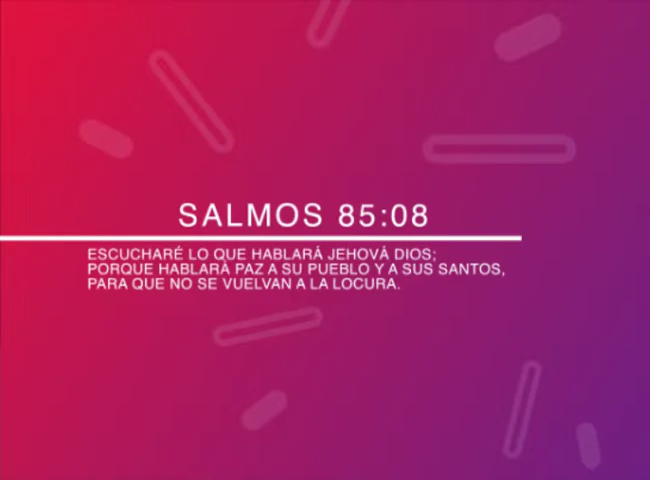 SALMOS 85:08
ESCUCHARÉ LO QUE HABLARÁ JEHOVÁ DIOS;
PORQUE HABLARÁ PAZ A SU PUEBLO Y A SUS SANTOS,
PARA QUE NO SE VUELVAN A LA LOCURA.